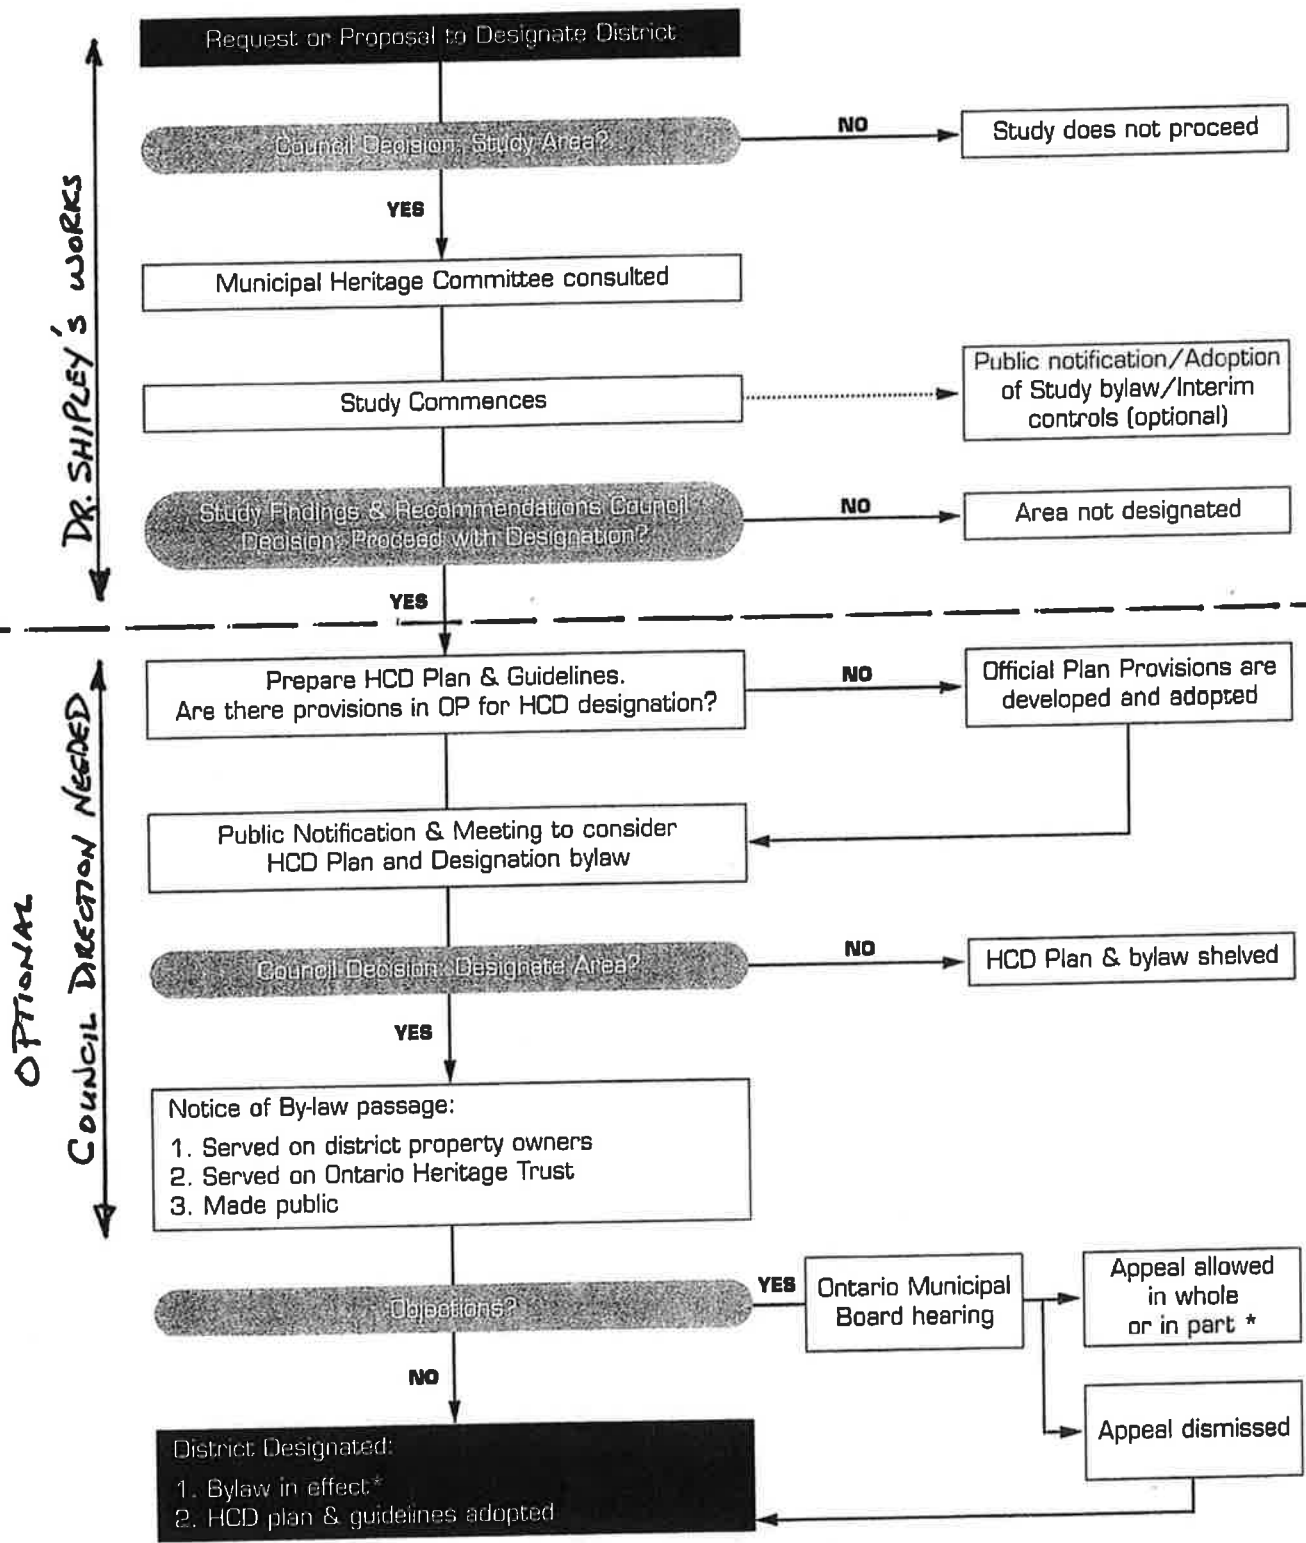 Request or Proposal to Designate District
Council Decision: Study Area?
NO
Study does not proceed
YES
Municipal Heritage Committee consulted
Study Commences
Public notification/Adoption
of Study bylaw/Interim
controls (optional)
Study Findings & Recommendations Council
Decision: Proceed with Designation?
NO
Area not designated
YES
DR. SHIPLEY'S WORKS
Prepare HCD Plan & Guidelines.
Are there provisions in OP for HCD designation?
NO
Official Plan Provisions are
developed and adopted
Public Notification & Meeting to consider
HCD Plan and Designation bylaw
Council Decision: Designate Area?
NO
HCD Plan & bylaw shelved
YES
OPTIONAL
COUNCIL DIRECTION NEEDED
Notice of By-law passage:
1. Served on district property owners
2. Served on Ontario Heritage Trust
3. Made public
Objections?
YES
Ontario Municipal
Board hearing
Appeal allowed
in whole
or in part *
NO
Appeal dismissed
District Designated:
1. Bylaw in effect*
2. HCD plan & guidelines adopted